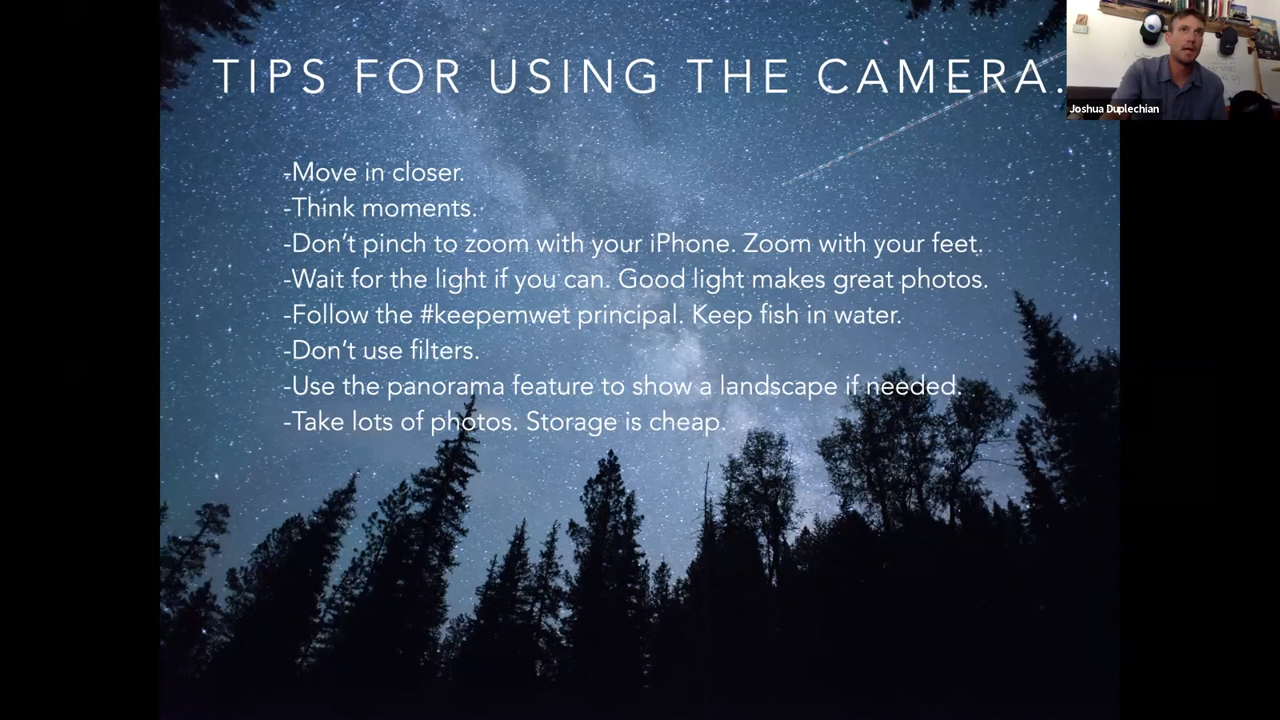 TIPS FOR USING THE CAMERA.
Joshua Duplechian
-Move in closer.
-Think moments.
-Don't pinch to zoom with your iPhone. Zoom with your feet.
-Wait for the light if you can. Good light makes great photos.
-Follow the #keepemwet principal. Keep fish in water.
-Don't use filters.
-Use the panorama feature to show a landscape if needed.
-Take lots of photos. Storage is cheap.